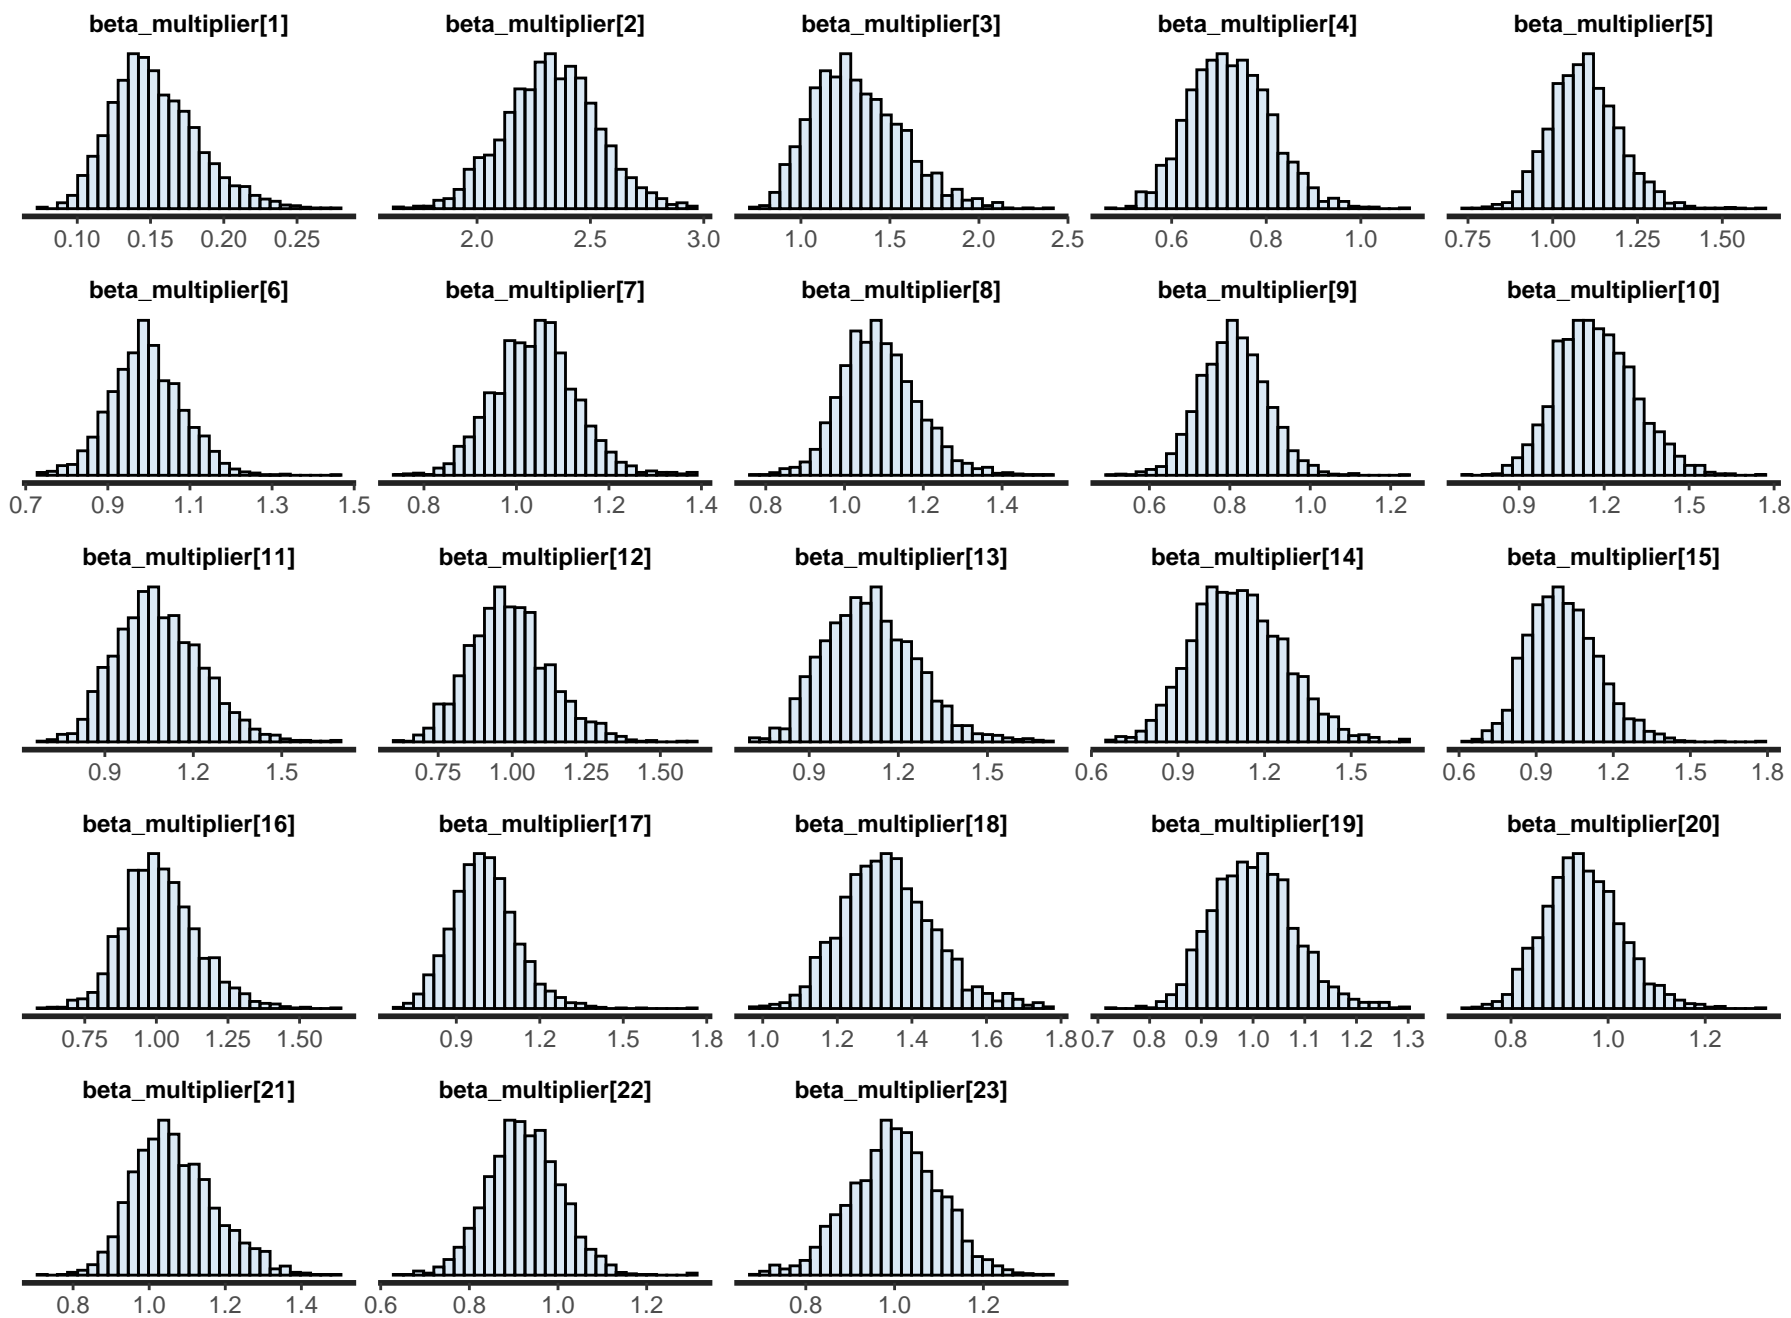 beta_multiplier[1] beta_multiplier[2] beta_multiplier[3] beta_multiplier[4] beta_multiplier[5]
0.10 0.15 0.20 0.25 2.0 2.5 3.0 1.0 1.5 2.0 2.5 0.6 0.8 1.0 0.75 1.00 1.25 1.50
beta_multiplier[6] beta_multiplier[7] beta_multiplier[8] beta_multiplier[9] beta_multiplier[10]
0.7 0.9 1.1 1.3 1.5 0.8 1.0 1.2 1.4 0.8 1.0 1.2 1.4 0.6 0.8 1.0 1.2 0.9 1.2 1.5 1.8
beta_multiplier[11] beta_multiplier[12] beta_multiplier[13] beta_multiplier[14] beta_multiplier[15]
0.9 1.2 1.5 0.75 1.00 1.25 1.50 0.9 1.2 1.5 0.6 0.9 1.2 1.5 0.6 0.9 1.2 1.5 1.8
beta_multiplier[16] beta_multiplier[17] beta_multiplier[18] beta_multiplier[19] beta_multiplier[20]
0.75 1.00 1.25 1.50 0.9 1.2 1.5 1.8 1.0 1.2 1.4 1.6 1.8 0.7 0.8 0.9 1.0 1.1 1.2 1.3 0.8 1.0 1.2
beta_multiplier[21] beta_multiplier[22] beta_multiplier[23]
0.8 1.0 1.2 1.4 0.6 0.8 1.0 1.2 0.8 1.0 1.2